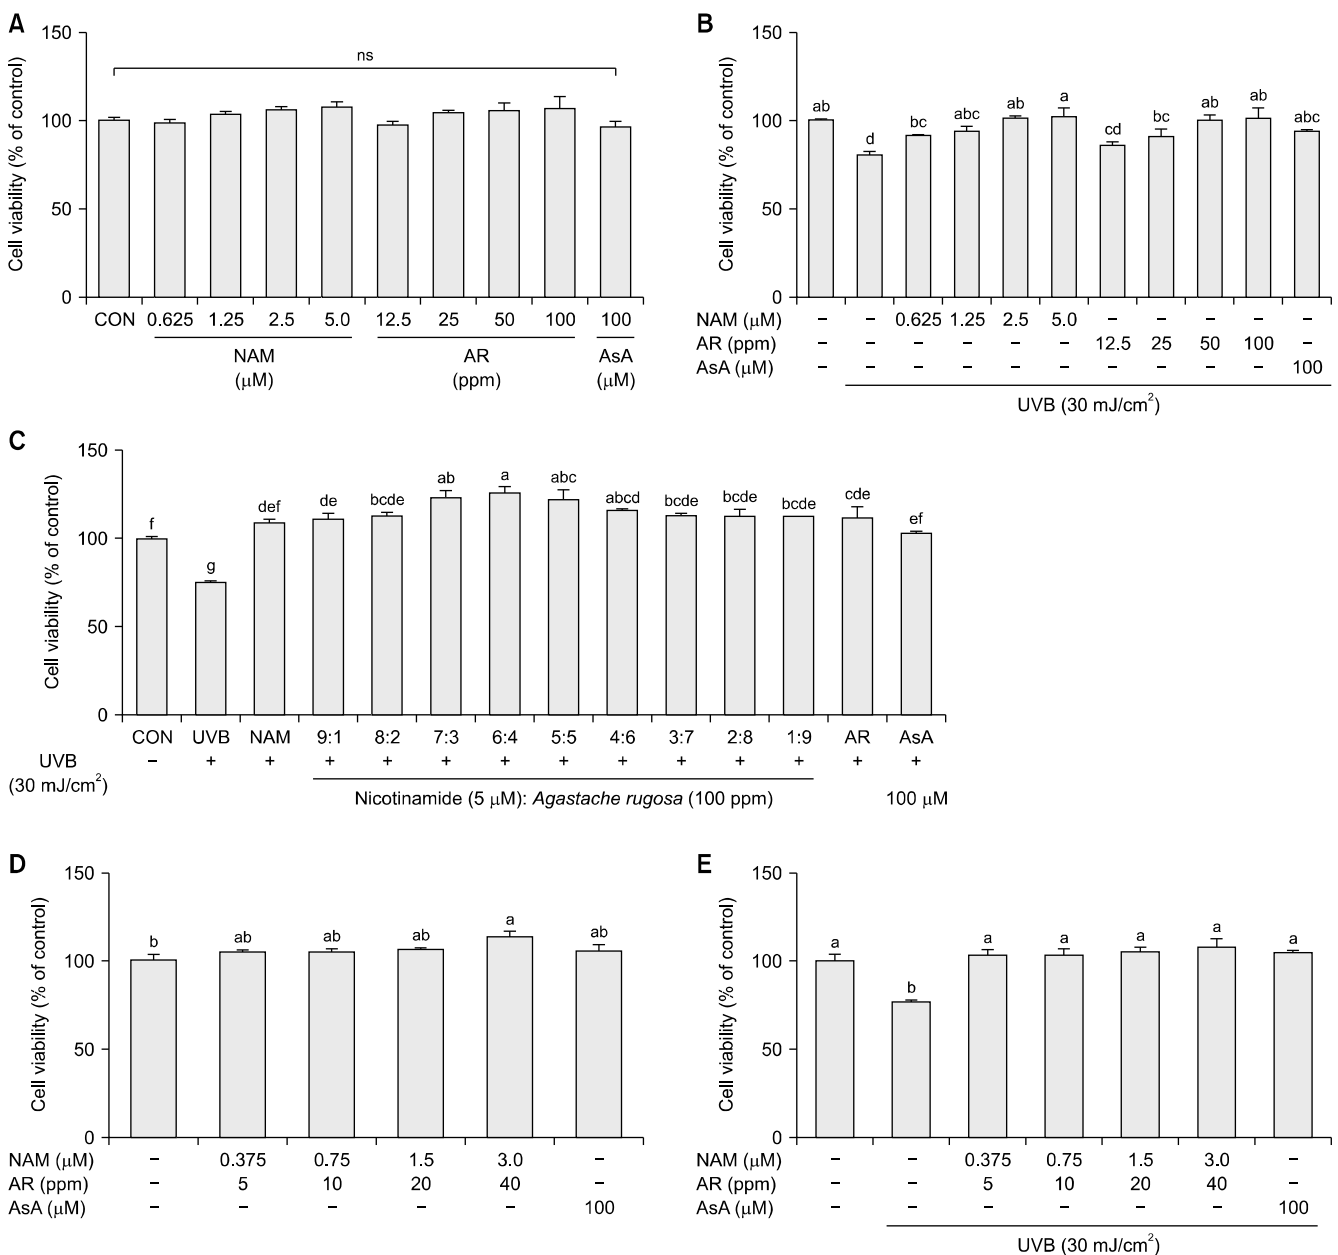 A
150
100
50
0
Cell viability (% of control)
ns
CON 0.625 1.25 2.5 5.0 12.5 25 50 100 100
NAM AR AsA
(μM) (ppm) (μM)
B
150
100
50
0
Cell viability (% of control)
ab d bc abc ab a cd bc ab ab abc
NAM (μM) – – 0.625 1.25 2.5 5.0 – – – – –
AR (ppm) – – – – – – 12.5 25 50 100 –
AsA (μM) – – – – – – – – – – 100
UVB (30 mJ/cm²)
C
150
100
50
0
Cell viability (% of control)
f g def de bcde ab a abc abcd bcde bcde bcde cde ef
CON UVB NAM 9:1 8:2 7:3 6:4 5:5 4:6 3:7 2:8 1:9 AR AsA
UVB – + + + + + + + + + + + + +
(30 mJ/cm²)
Nicotinamide (5 μM): Agastache rugosa (100 ppm) 100 μM
D
150
100
50
0
Cell viability (% of control)
b ab ab ab a ab
NAM (μM) – 0.375 0.75 1.5 3.0 –
AR (ppm) – 5 10 20 40 –
AsA (μM) – – – – – 100
E
150
100
50
0
Cell viability (% of control)
a b a a a a a
NAM (μM) – – 0.375 0.75 1.5 3.0 –
AR (ppm) – – 5 10 20 40 –
AsA (μM) – – – – – – 100
UVB (30 mJ/cm²)